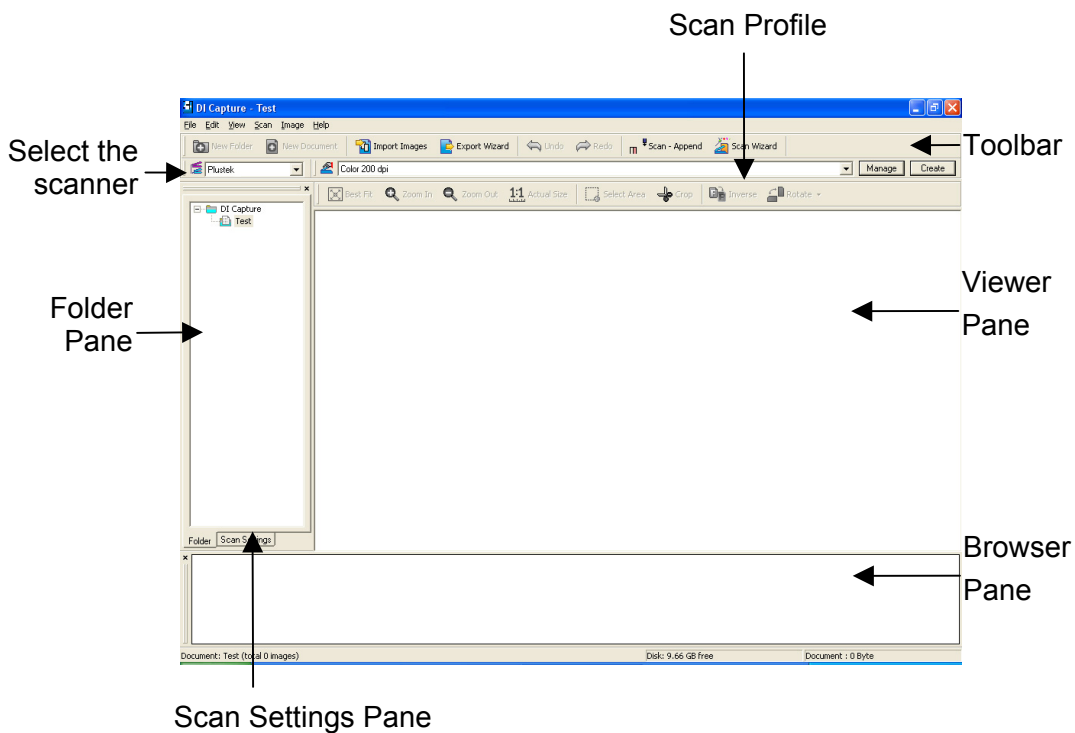 Scan Profile
DI Capture - Test
File Edit View Scan Image Help
New Folder New Document Import Images Export Wizard Undo Redo Scan - Append Scan Wizard
Toolbar
Select the
scanner
Plustek Color 200 dpi Manage Create
Best Fit Zoom In Zoom Out 1:1 Actual Size Select Area Crop Inverse Rotate
DI Capture
Test
Folder
Pane
Viewer
Pane
Folder Scan Settings
Browser
Pane
Document: Test (total 0 images) Disk: 9.66 GB free Document : 0 Byte
Scan Settings Pane